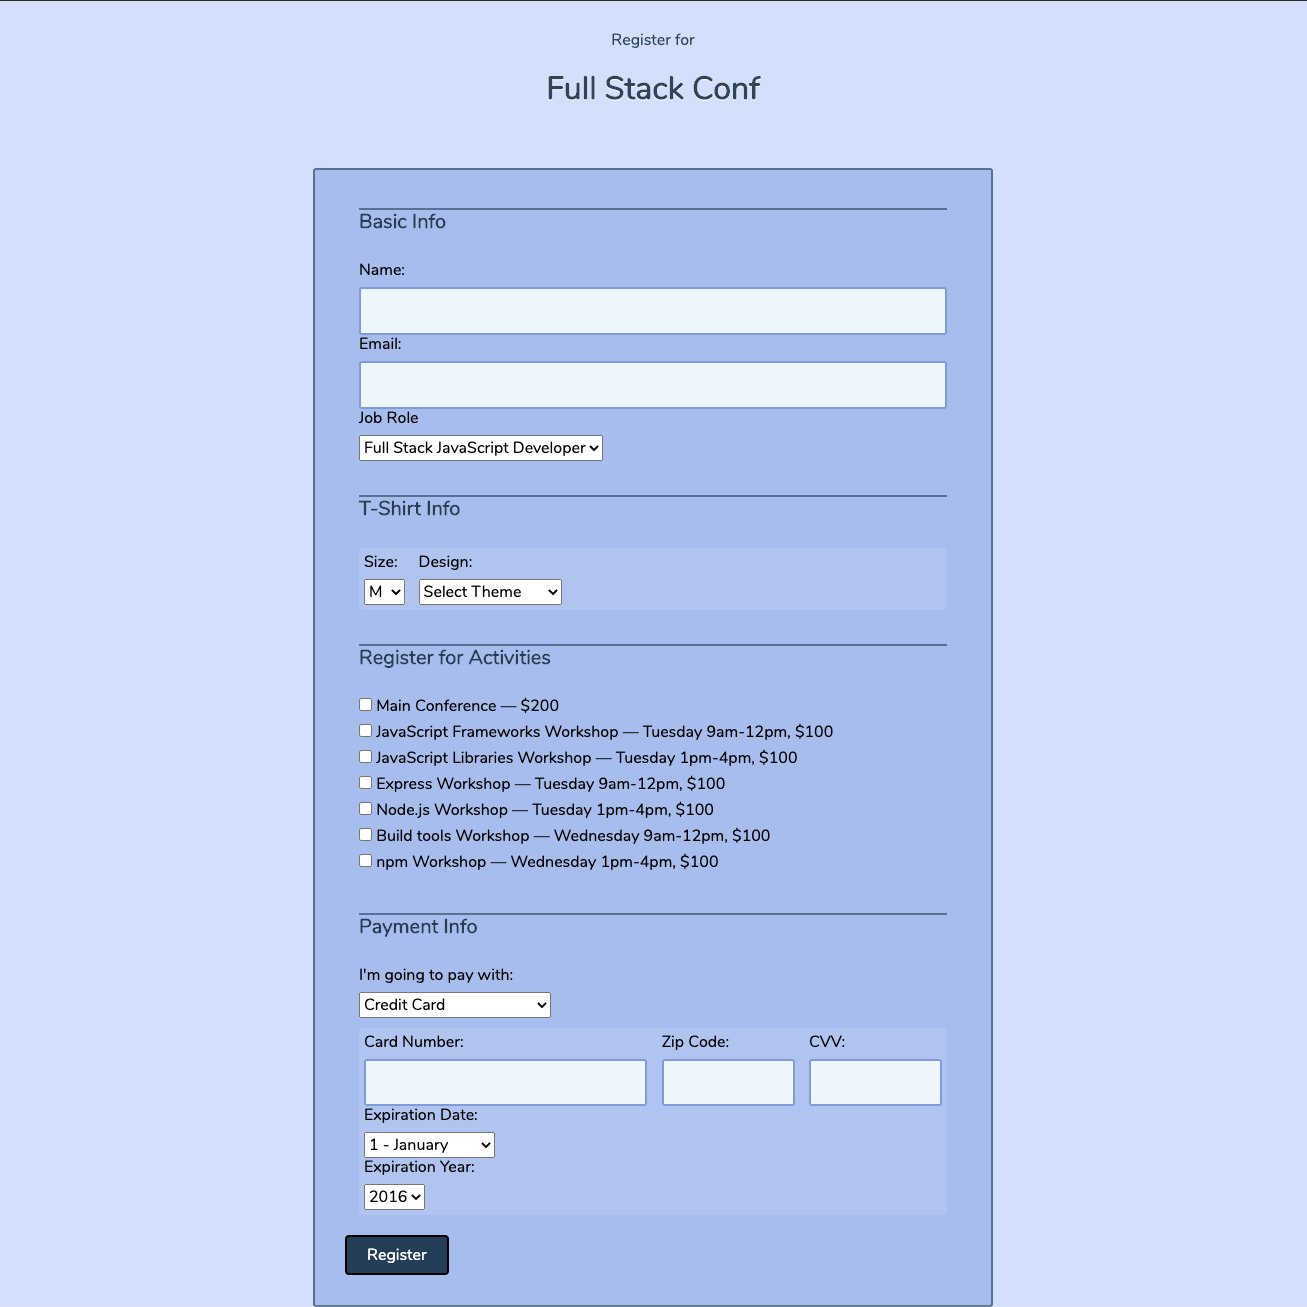 Register for
Full Stack Conf
Basic Info
Name:
Email:
Job Role
Full Stack JavaScript Developer
T-Shirt Info
Size: Design:
M Select Theme
Register for Activities
Main Conference — $200
JavaScript Frameworks Workshop — Tuesday 9am-12pm, $100
JavaScript Libraries Workshop — Tuesday 1pm-4pm, $100
Express Workshop — Tuesday 9am-12pm, $100
Node.js Workshop — Tuesday 1pm-4pm, $100
Build tools Workshop — Wednesday 9am-12pm, $100
npm Workshop — Wednesday 1pm-4pm, $100
Payment Info
I'm going to pay with:
Credit Card
Card Number: Zip Code: CVV:
Expiration Date:
1 - January
Expiration Year:
2016
Register